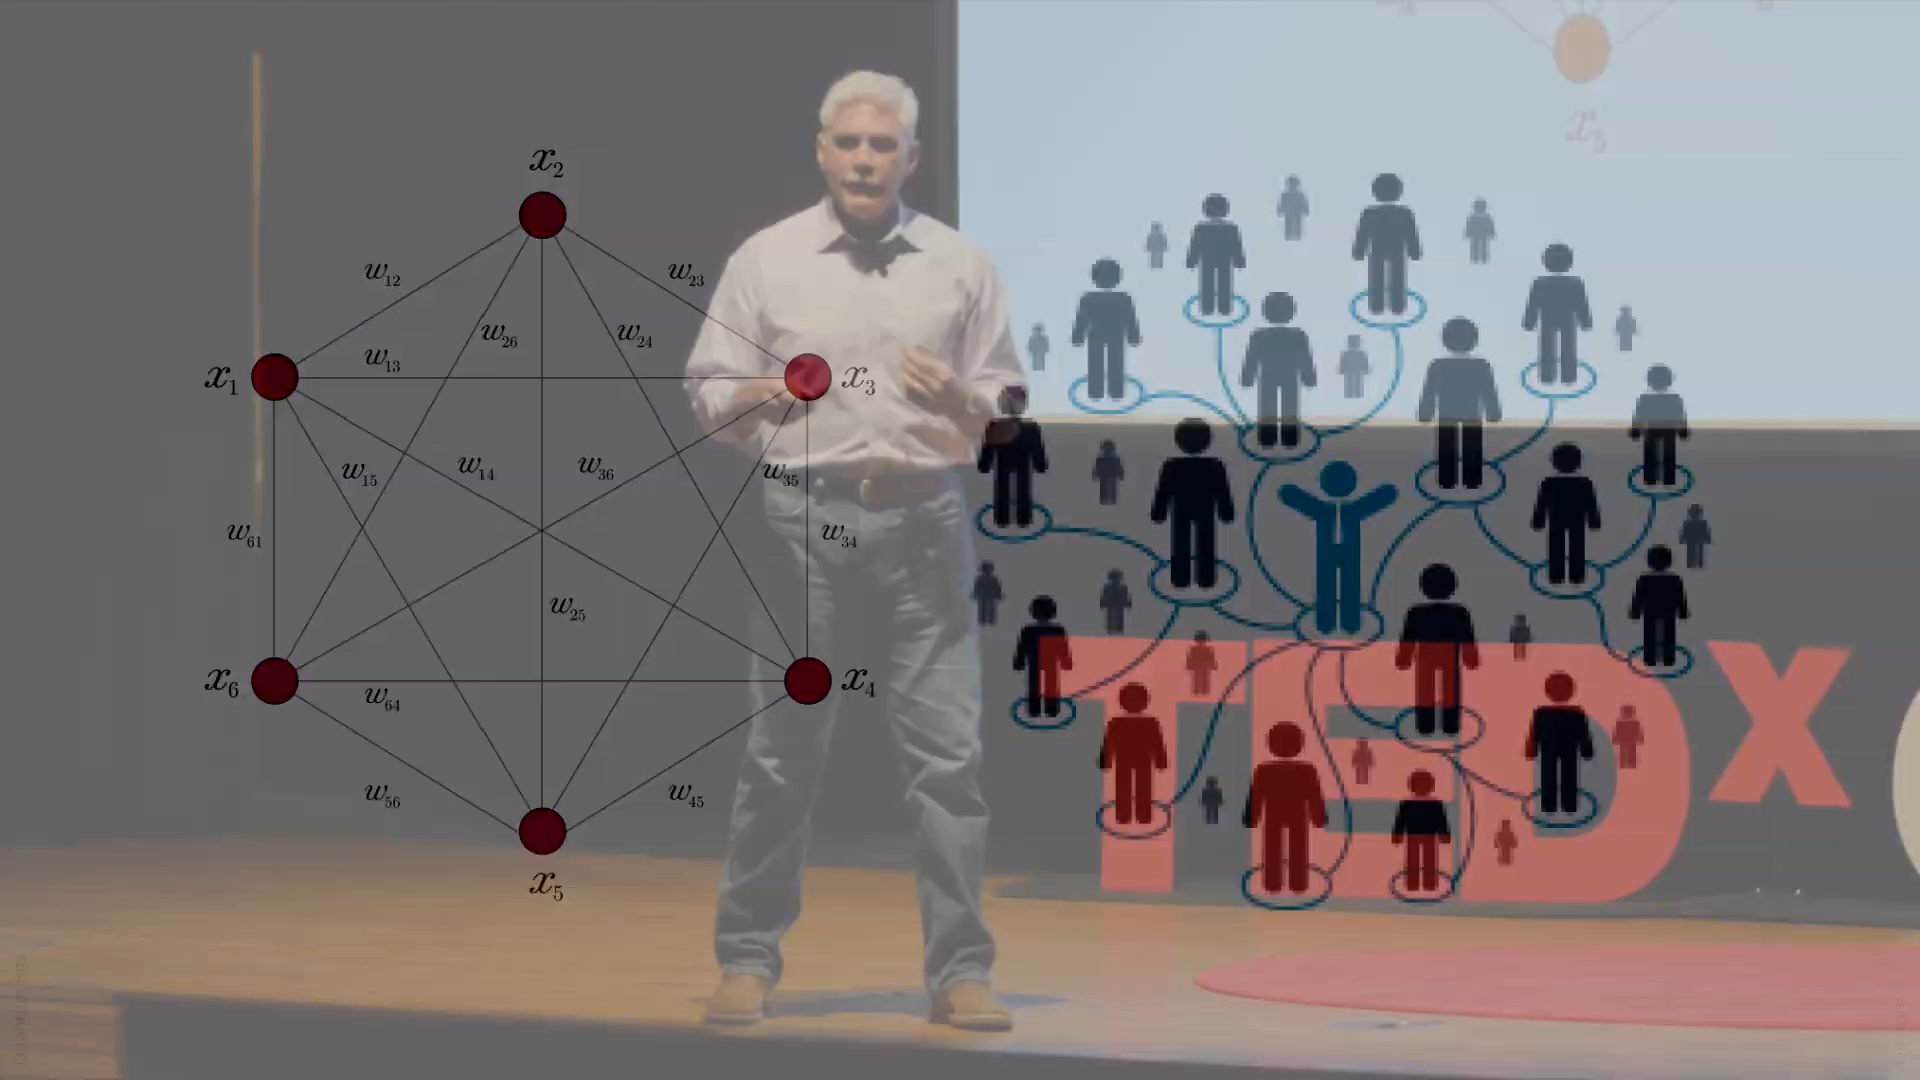 x₅
x₂
w₁₂
w₂₃
w₂₆
w₂₄
w₁₃
x₁
x₃
w₁₅
w₁₄
w₃₆
w₃₅
w₆₁
w₃₄
w₂₅
x₆
x₄
w₆₄
w₅₆
w₄₅
x₅
TEDx